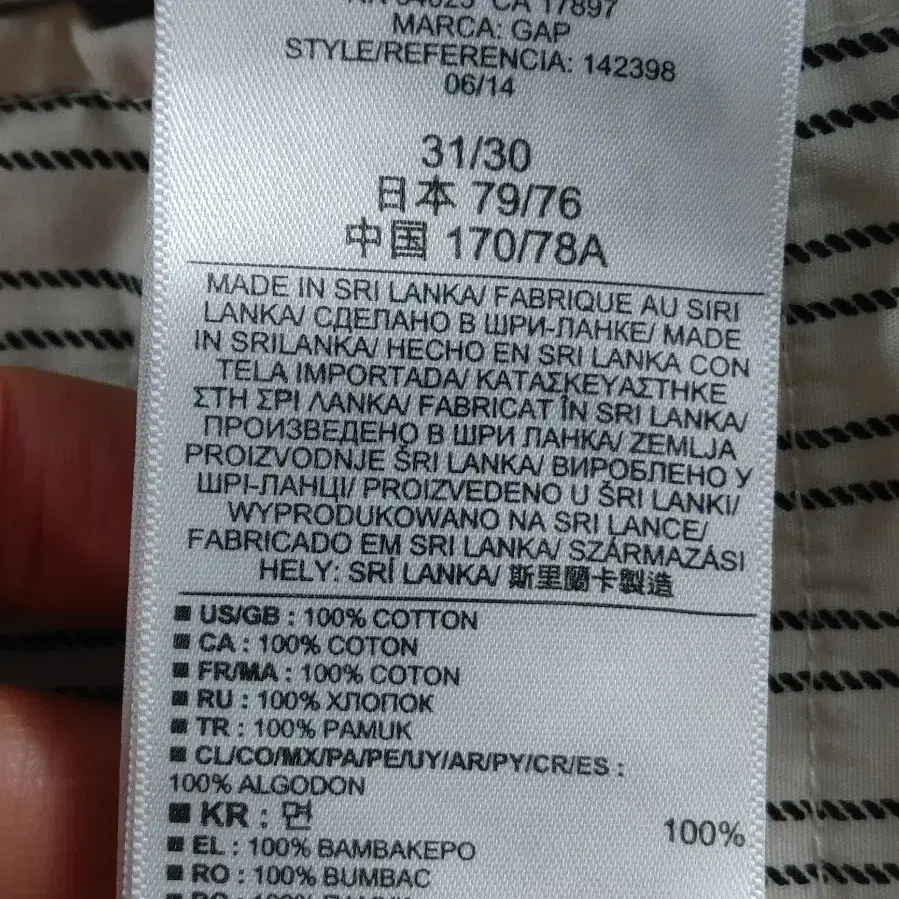 CA 17897
MARCA: GAP
STYLE/REFERENCIA: 142398
06/14
31/30
日本 79/76
中国 170/78A
MADE IN SRI LANKA/ FABRIQUE AU SIRI
LANKA/ СДЕЛАНО В ШРИ-ЛАНКЕ/ MADE
IN SRILANKA/ HECHO EN SRI LANKA CON
TELA IMPORTADA/ ΚΑΤΑΣΚΕΥΑΣΤΗΚΕ
ΣΤΗ ΣΡΙ ΛΑΝΚΑ/ FABRICAT ÎN SRI LANKA/
ПРОИЗВЕДЕНО В ШРИ ЛАНКА/ ZEMLJA
PROIZVODNJE ŠRI LANKA/ ВИРОБЛЕНО У
ШРІ-ЛАНЦІ/ PROIZVEDENO U ŠRI LANKI/
WYPRODUKOWANO NA SRI LANCE/
FABRICADO EM SRI LANKA/ SZÁRMAZÁSI
HELY: SRÍ LANKA/ 斯里蘭卡製造
■ US/GB : 100% COTTON
■ CA : 100% COTON
■ FR/MA : 100% COTON
■ RU : 100% ХЛОПОК
■ TR : 100% PAMUK
■ CL/CO/MX/PA/PE/UY/AR/PY/CR/ES :
100% ALGODON
■ KR : 면 100%
■ EL : 100% ΒΑΜΒΑΚΕΡΟ
■ RO : 100% BUMBAC